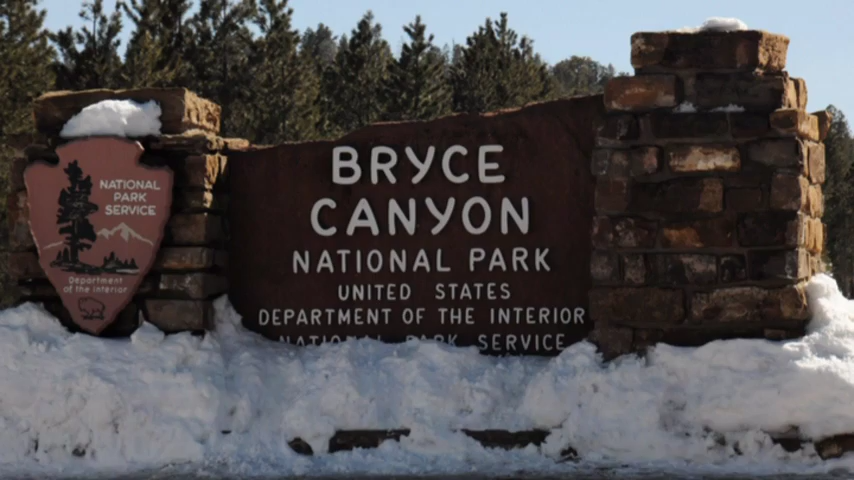 NATIONAL
PARK
SERVICE
Department
of the Interior
BRYCE
CANYON
NATIONAL PARK
UNITED STATES
DEPARTMENT OF THE INTERIOR
NATIONAL PARK SERVICE